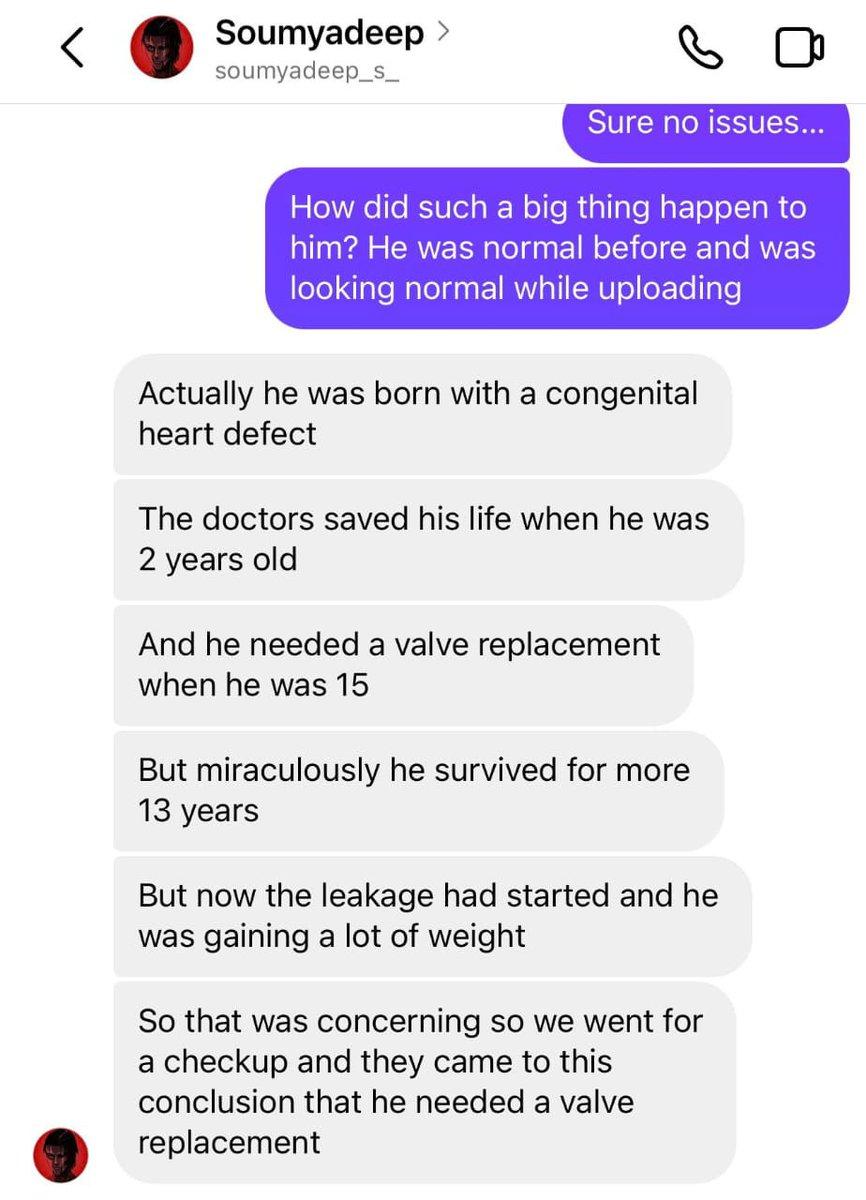 Soumyadeep
soumyadeep_s_
Sure no issues...
How did such a big thing happen to
him? He was normal before and was
looking normal while uploading
Actually he was born with a congenital
heart defect
The doctors saved his life when he was
2 years old
And he needed a valve replacement
when he was 15
But miraculously he survived for more
13 years
But now the leakage had started and he
was gaining a lot of weight
So that was concerning so we went for
a checkup and they came to this
conclusion that he needed a valve
replacement